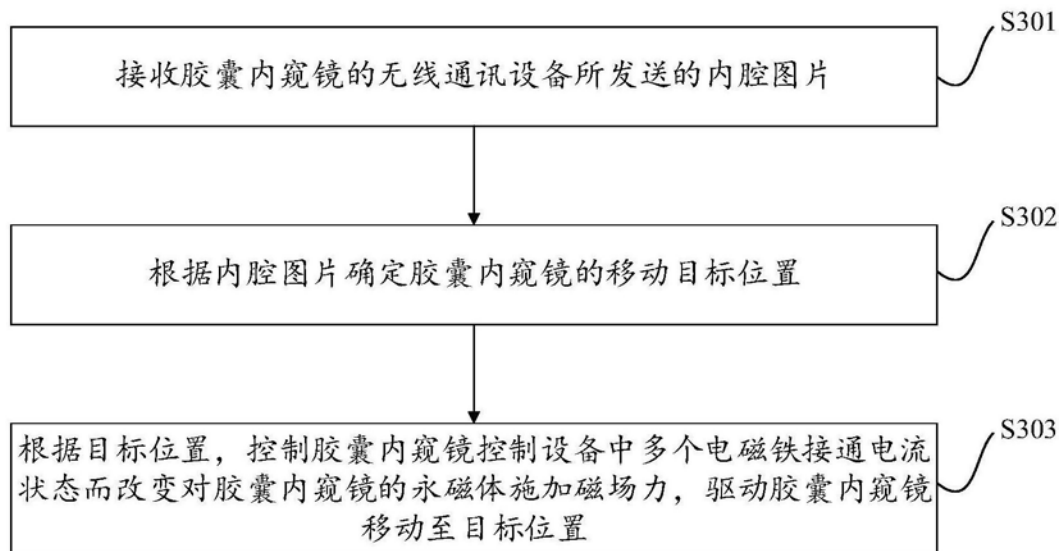 S301
接收胶囊内窥镜的无线通讯设备所发送的内腔图片
S302
根据内腔图片确定胶囊内窥镜的移动目标位置
S303
根据目标位置，控制胶囊内窥镜控制设备中多个电磁铁接通电流
状态而改变对胶囊内窥镜的永磁体施加磁场力，驱动胶囊内窥镜
移动至目标位置